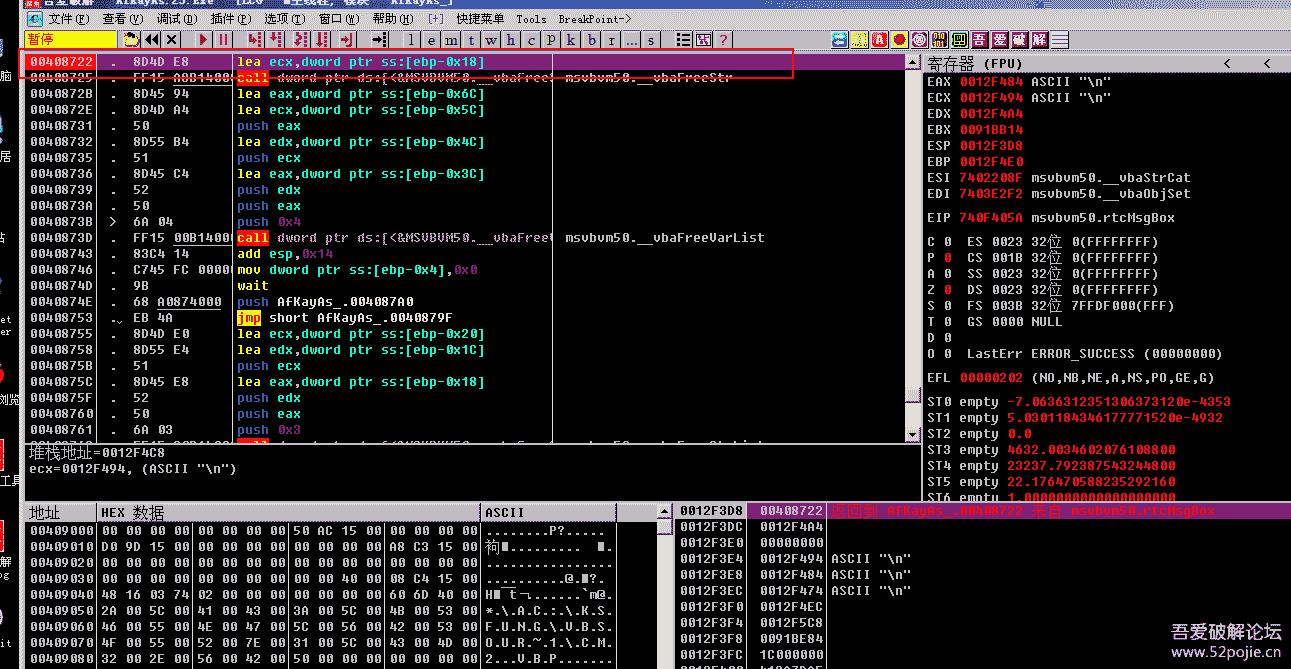 文件(F) 查看(V) 调试(D) 插件(P) 选项(T) 窗口(W) 帮助(H) [+] 快捷菜单 Tools BreakPoint->
暂停 l e m t w h c p k b r ... s ?
吾 爱 破 解
00408722 . 8D4D E8 lea ecx,dword ptr ss:[ebp-0x18]
00408725 . FF15 A8B14000 call dword ptr ds:[<&MSVBVM50.__vbaFreeStr msvbvm50.__vbaFreeStr
0040872B . 8D45 94 lea eax,dword ptr ss:[ebp-0x6C]
0040872E . 8D4D A4 lea ecx,dword ptr ss:[ebp-0x5C]
00408731 . 50 push eax
00408732 . 8D55 B4 lea edx,dword ptr ss:[ebp-0x4C]
00408735 . 51 push ecx
00408736 . 8D45 C4 lea eax,dword ptr ss:[ebp-0x3C]
00408739 . 52 push edx
0040873A . 50 push eax
0040873B > 6A 04 push 0x4
0040873D . FF15 00B14000 call dword ptr ds:[<&MSVBVM50.__vbaFreeV msvbvm50.__vbaFreeVarList
00408743 . 83C4 14 add esp,0x14
00408746 . C745 FC 00000 mov dword ptr ss:[ebp-0x4],0x0
0040874D . 9B wait
0040874E . 68 A0874000 push AfKayAs_.004087A0
00408753 . EB 4A jmp short AfKayAs_.0040879F
00408755 . 8D4D E0 lea ecx,dword ptr ss:[ebp-0x20]
00408758 . 8D55 E4 lea edx,dword ptr ss:[ebp-0x1C]
0040875B . 51 push ecx
0040875C . 8D45 E8 lea eax,dword ptr ss:[ebp-0x18]
0040875F . 52 push edx
00408760 . 50 push eax
00408761 . 6A 03 push 0x3
堆栈地址=0012F4C8
ecx=0012F494, (ASCII "\n")
寄存器 (FPU) < <
EAX 0012F484 ASCII "\n"
ECX 0012F494 ASCII "\n"
EDX 0012F4A4
EBX 0091BB14
ESP 0012F3D8
EBP 0012F4E0
ESI 7402208F msvbvm50.__vbaStrCat
EDI 7403E2F2 msvbvm50.__vbaObjSet
EIP 740F405A msvbvm50.rtcMsgBox
C 0 ES 0023 32位 0(FFFFFFFF)
P 0 CS 001B 32位 0(FFFFFFFF)
A 0 SS 0023 32位 0(FFFFFFFF)
Z 0 DS 0023 32位 0(FFFFFFFF)
S 0 FS 003B 32位 7FFDF000(FFF)
T 0 GS 0000 NULL
D 0
O 0 LastErr ERROR_SUCCESS (00000000)
EFL 00000202 (NO,NB,NE,A,NS,PO,GE,G)
ST0 empty -7.0636312351306373120e-4353
ST1 empty 5.0301184346177771520e-4932
ST2 empty 0.0
ST3 empty 4632.0034602076108800
ST4 empty 23237.792387543244800
ST5 empty 22.176470588235292160
ST6 empty 1.0000000000000000000
地址 HEX 数据 ASCII
00409000 00 00 00 00 00 00 00 00 50 AC 15 00 00 00 00 00 ........P?.....
00409010 D0 9D 15 00 00 00 00 00 00 00 00 00 A8 C3 15 00
00409020 00 00 00 00 00 00 00 00 00 00 00 00 00 00 00 00 ................
00409030 00 00 00 00 00 00 00 00 00 00 40 00 08 C4 15 00
00409040 48 16 03 74 02 00 00 00 00 00 00 00 60 6D 40 00
00409050 2A 00 5C 00 41 00 43 00 3A 00 5C 00 4B 00 53 00 *.\.A.C.:.\.K.S.
00409060 46 00 55 00 4E 00 47 00 5C 00 56 00 42 00 53 00 F.U.N.G.\.V.B.S.
00409070 4F 00 55 00 52 00 7E 00 31 00 5C 00 43 00 4D 00 O.U.R.~.1.\.C.M.
00409080 32 00 2E 00 56 00 42 00 50 00 00 00 00 00 00 00 2...V.B.P.......
0012F3D8 00408722 返回到 AfKayAs_.00408722 来自 msvbvm50.rtcMsgBox
0012F3DC 0012F4A4
0012F3E0 00000000
0012F3E4 0012F494 ASCII "\n"
0012F3E8 0012F484 ASCII "\n"
0012F3EC 0012F474 ASCII "\n"
0012F3F0 0012F4EC
0012F3F4 0012F5C8
0012F3F8 0091BE84
0012F3FC 1C000000
吾爱破解论坛
www.52pojie.cn